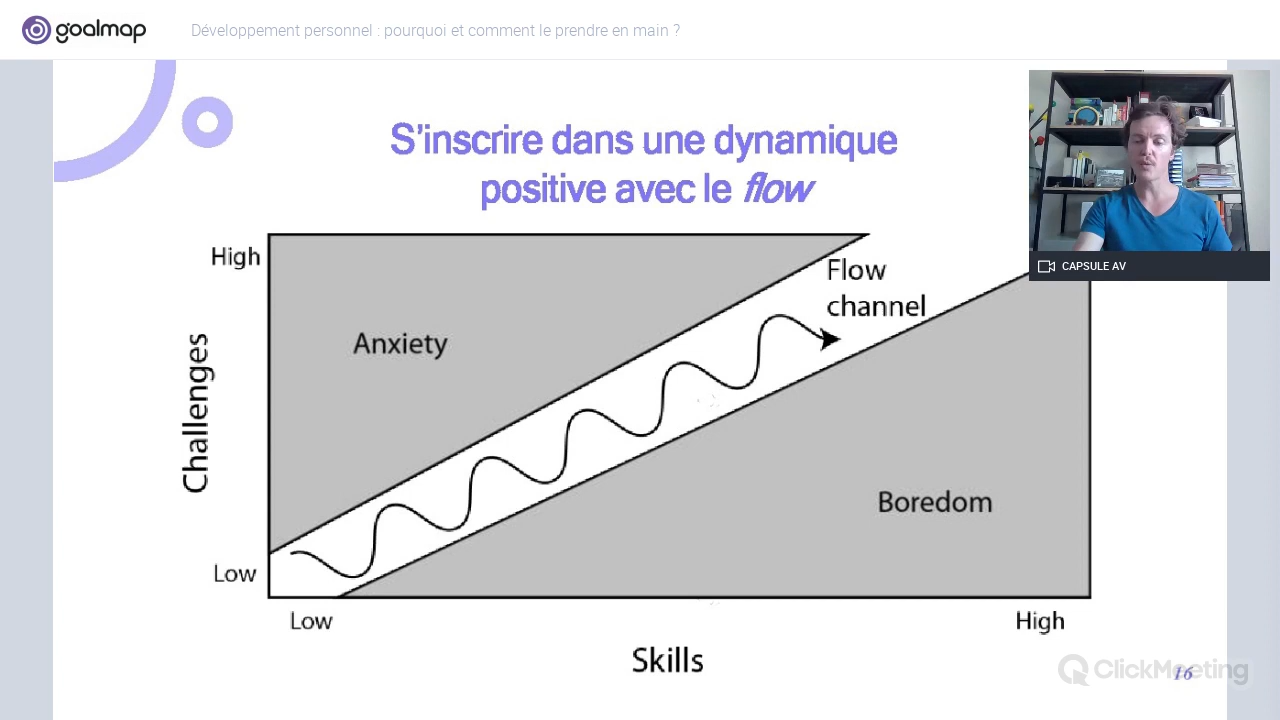 goalmap
Développement personnel : pourquoi et comment le prendre en main ?
S'inscrire dans une dynamique
positive avec le flow
CAPSULE AV
High
Flow
channel
Anxiety
Challenges
Boredom
Low
Low
High
Skills
ClickMeeting
16